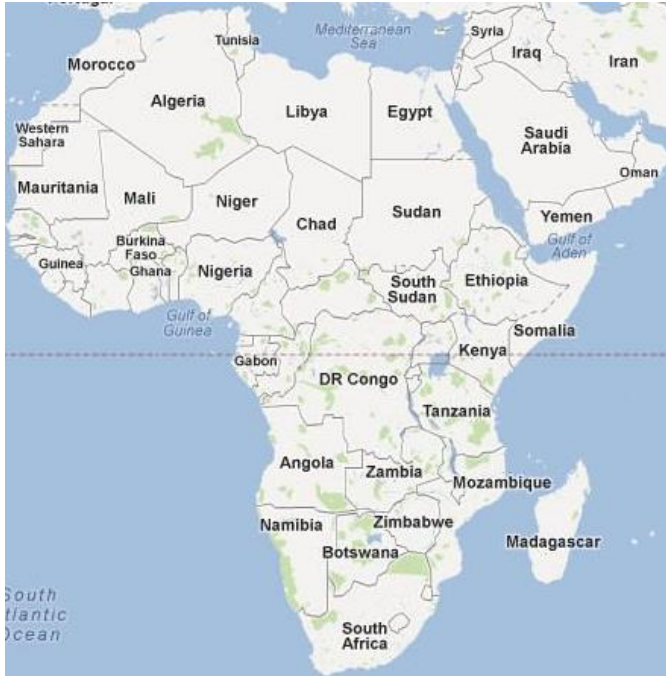 Portugal
Mediterranean
Sea
Syria
Iraq
Iran
Tunisia
Morocco
Algeria
Libya
Egypt
Saudi
Arabia
Oman
Western
Sahara
Mauritania
Mali
Niger
Chad
Sudan
Yemen
Gulf of
Aden
Burkina
Faso
Guinea
Ghana
Nigeria
South
Sudan
Ethiopia
Gulf of
Guinea
Somalia
Gabon
Kenya
DR Congo
Tanzania
Angola
Zambia
Mozambique
Namibia
Zimbabwe
Botswana
Madagascar
South
tlantic
Ocean
South
Africa